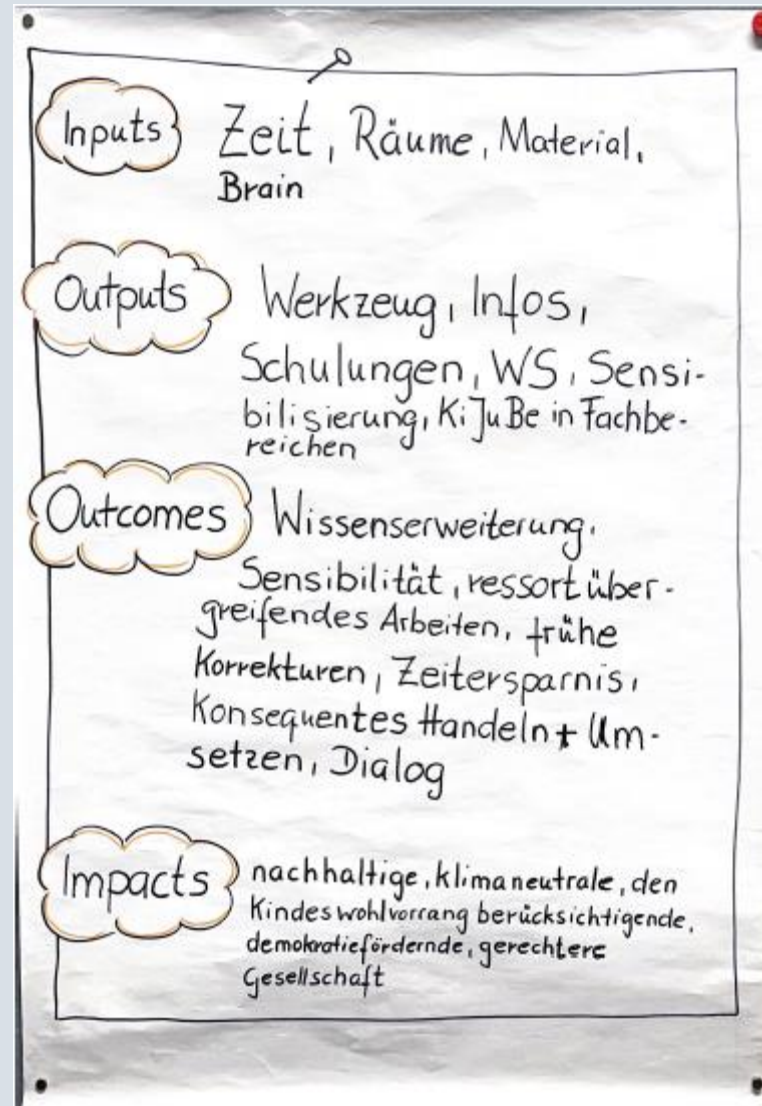 Inputs
Zeit, Räume, Material,
Brain
Outputs
Werkzeug, Infos,
Schulungen, WS, Sensi-
bilisierung, KiJuBe in Fachbe-
reichen
Outcomes
Wissenserweiterung,
Sensibilität, ressortüber-
greifendes Arbeiten, frühe
Korrekturen, Zeitersparnis,
Konsequentes Handeln + Um-
setzen, Dialog
Impacts
nachhaltige, klimaneutrale, den
Kindeswohlvorrang berücksichtigende,
demokratiefördernde, gerechtere
Gesellschaft